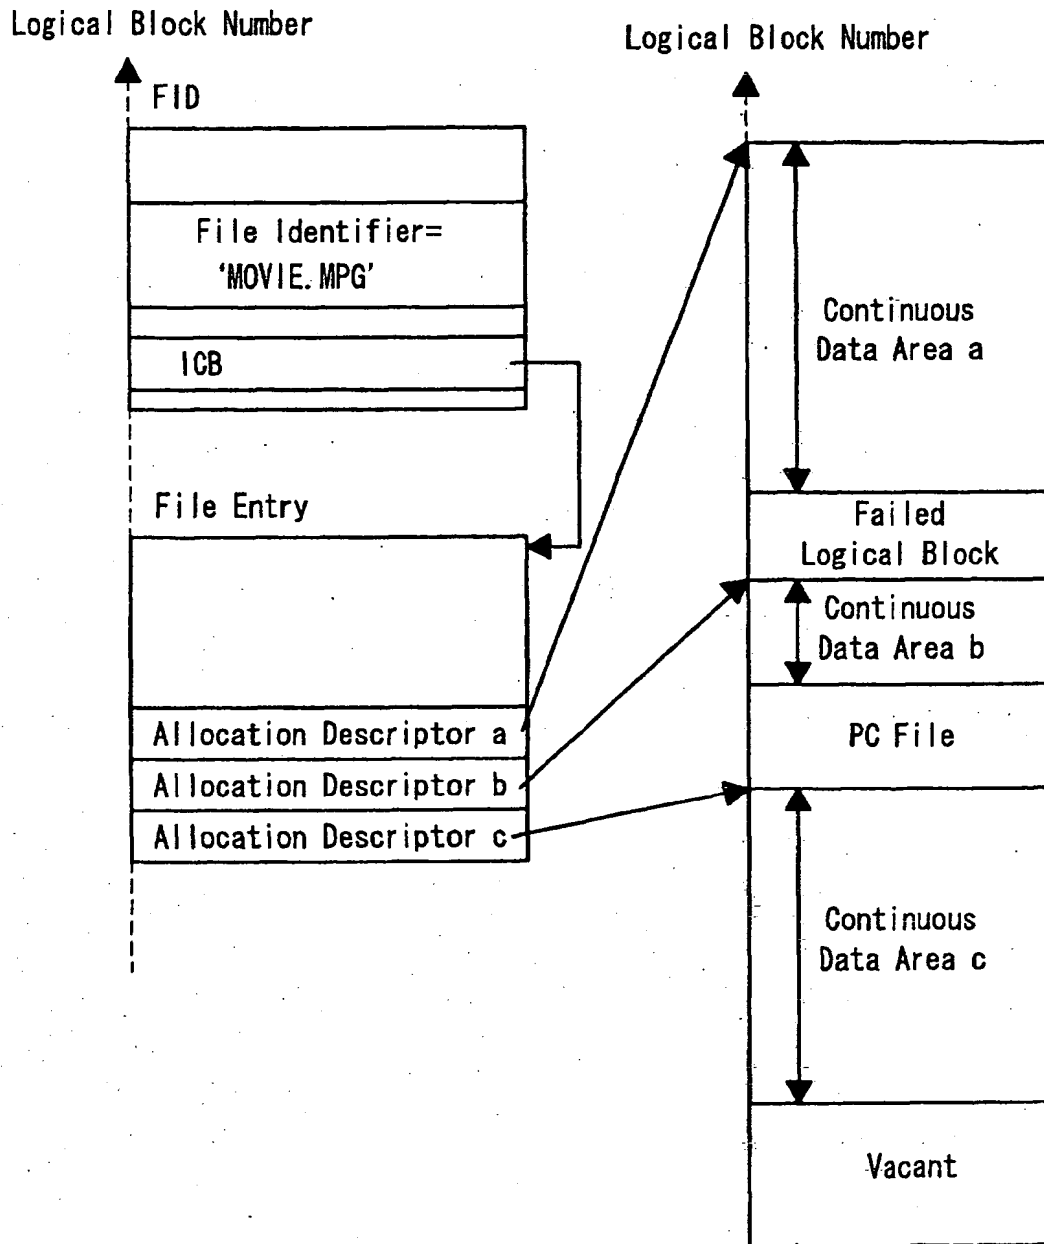 Logical Block Number
FID
File Identifier=
‘MOVIE.MPG’
ICB
File Entry
Allocation Descriptor a
Allocation Descriptor b
Allocation Descriptor c
Logical Block Number
Continuous
Data Area a
Failed
Logical Block
Continuous
Data Area b
PC File
Continuous
Data Area c
Vacant